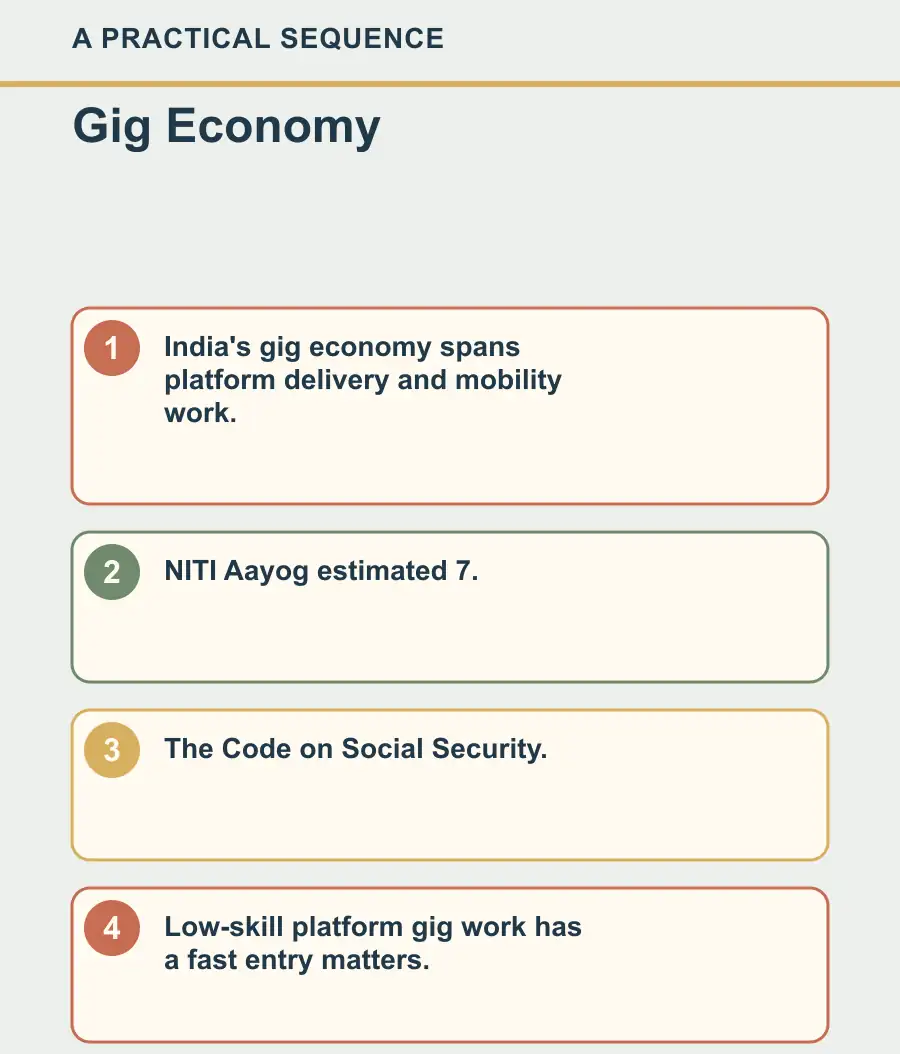 A PRACTICAL SEQUENCE
Gig Economy
1
India's gig economy spans
platform delivery and mobility
work.
2
NITI Aayog estimated 7.
3
The Code on Social Security.
4
Low-skill platform gig work has
a fast entry matters.